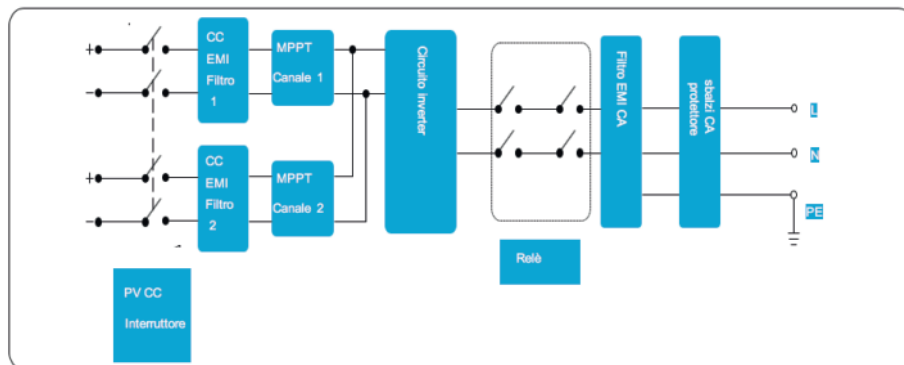 +
CC
EMI
Filtro
1
MPPT
Canale 1
-
+
CC
EMI
Filtro
2
MPPT
Canale 2
-
Circuito inverter
Filtro EMI CA
sbalzi CA
protettore
L
N
PE
Relè
PV CC
Interruttore